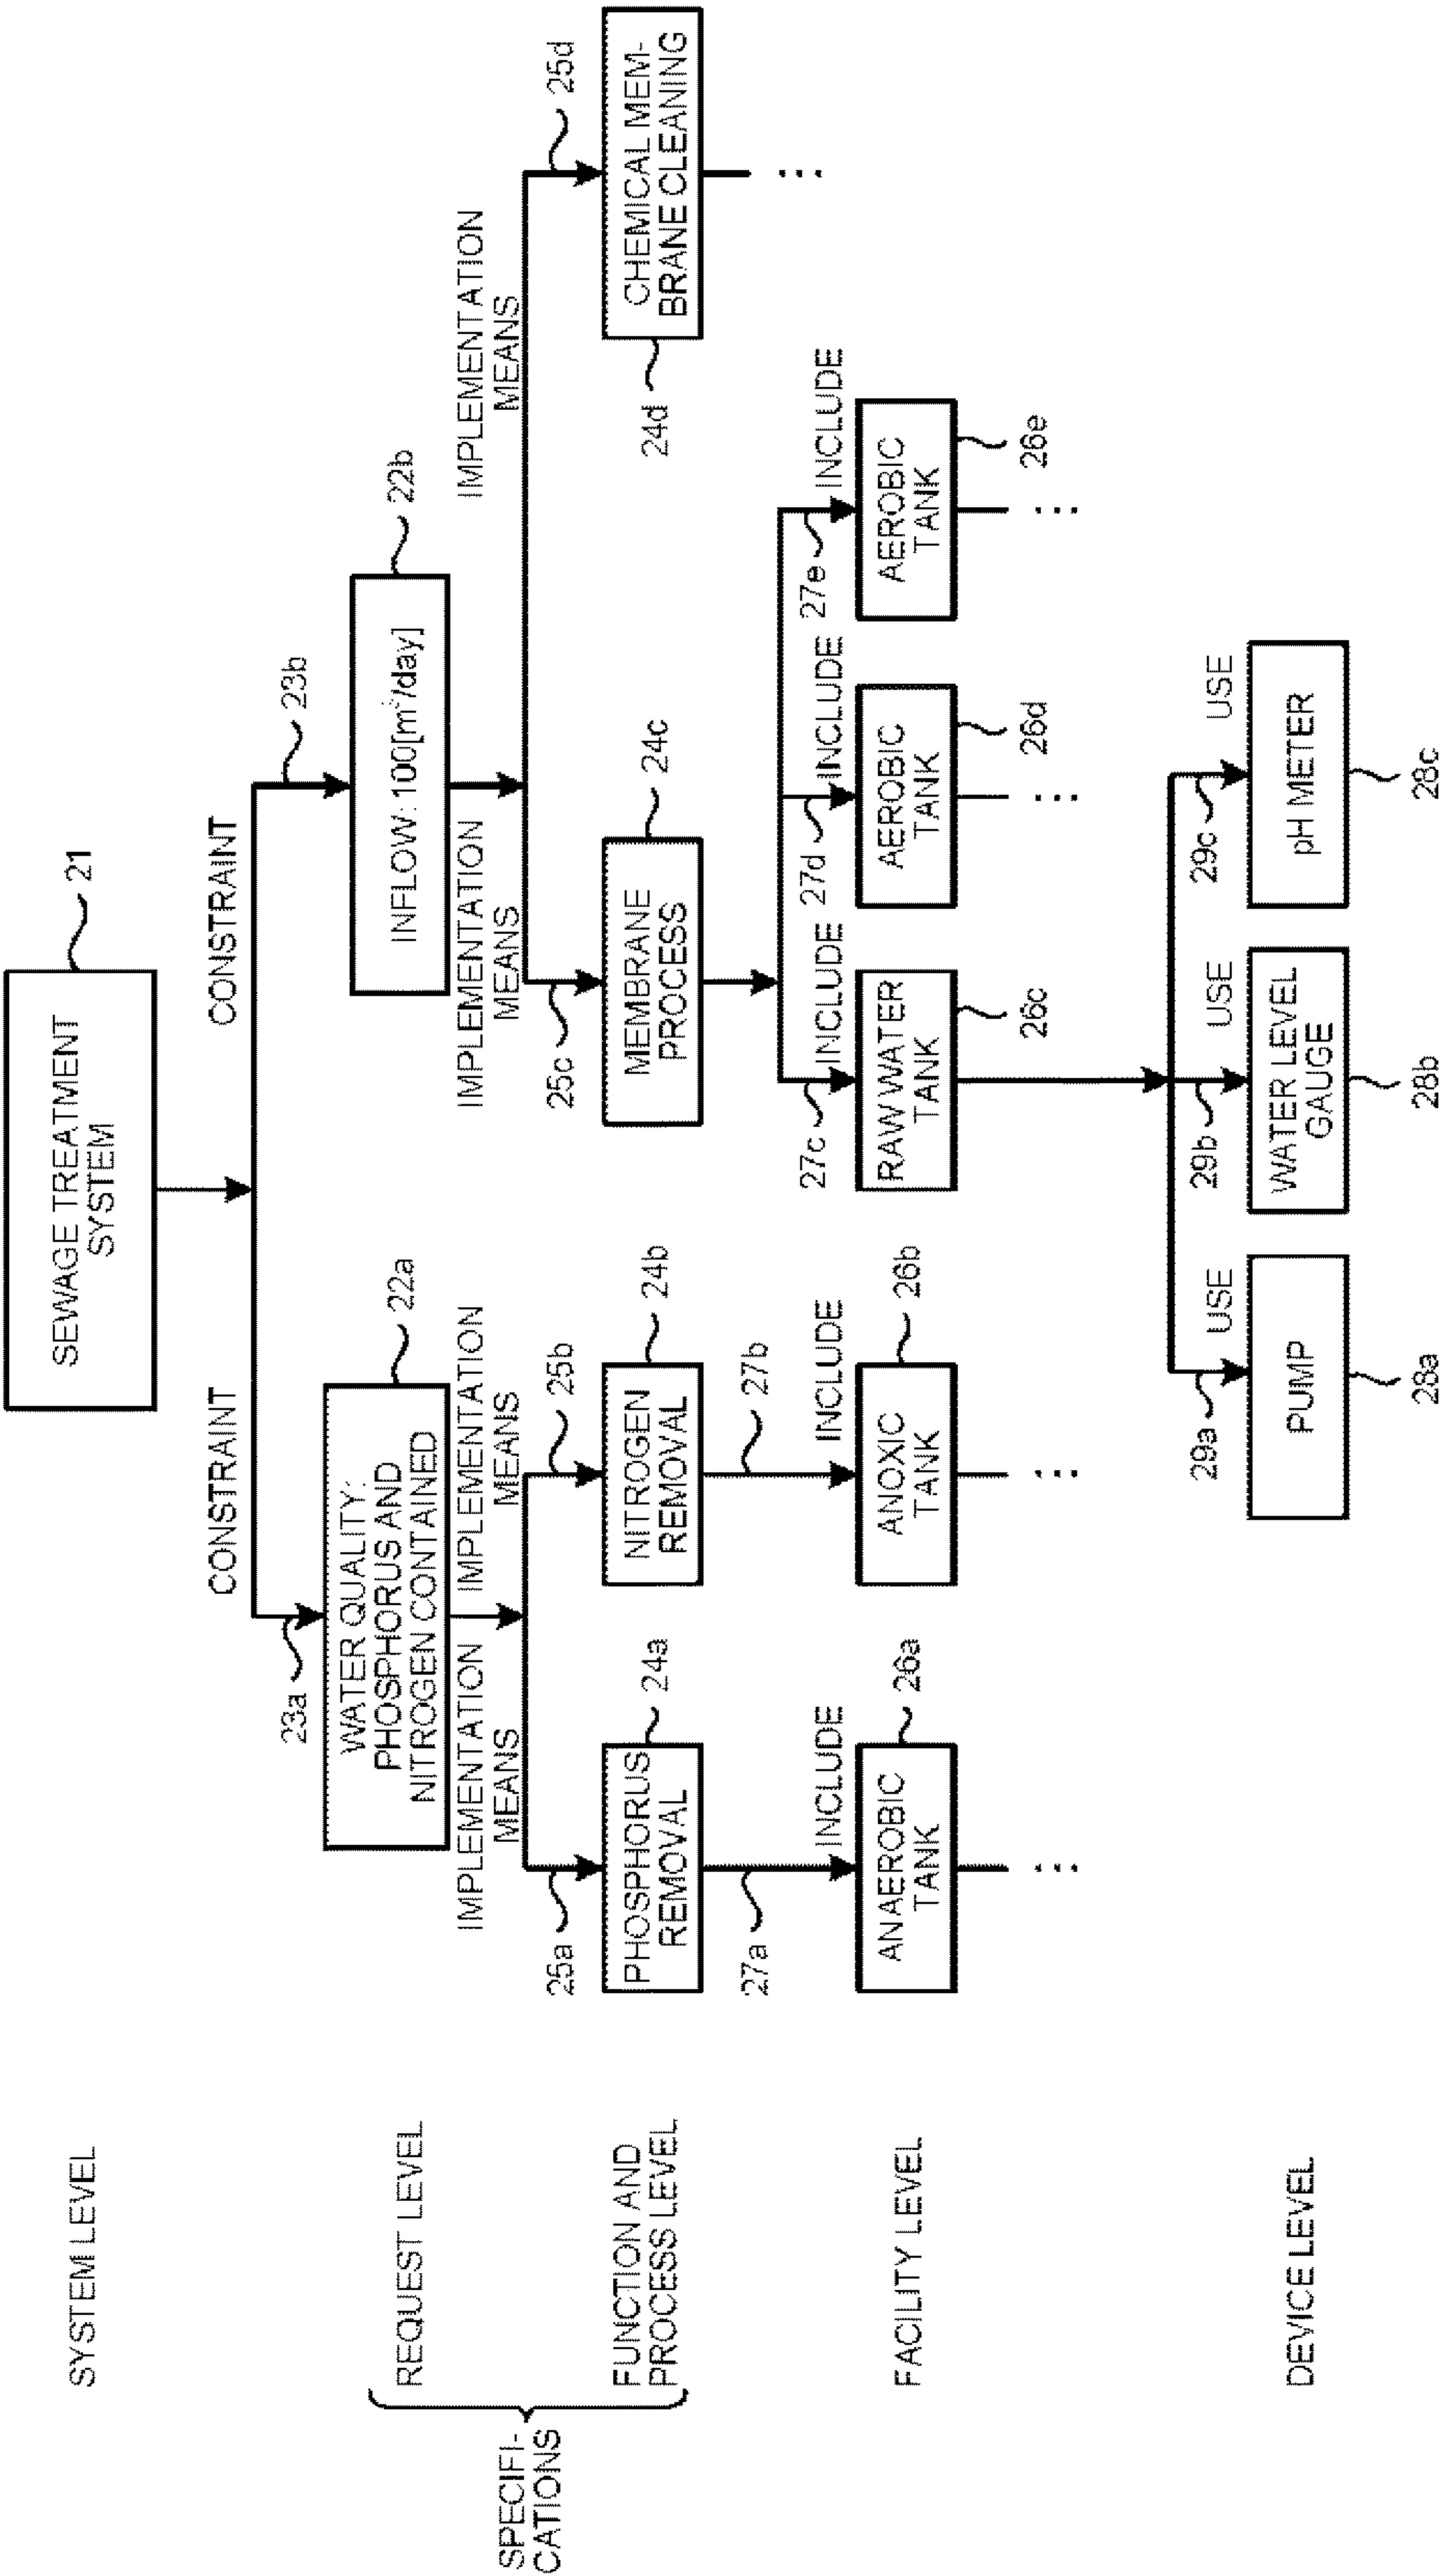 SYSTEM LEVEL
SEWAGE TREATMENT
SYSTEM
21
CONSTRAINT
CONSTRAINT
23a
23b
SPECIFI-
CATIONS
REQUEST LEVEL
WATER QUALITY:
PHOSPHORUS AND
NITROGEN CONTAINED
22a
INFLOW: 100[m³/day]
22b
IMPLEMENTATION
MEANS
IMPLEMENTATION
MEANS
IMPLEMENTATION
MEANS
IMPLEMENTATION
MEANS
25a
25b
25c
25d
FUNCTION AND
PROCESS LEVEL
PHOSPHORUS
REMOVAL
24a
NITROGEN
REMOVAL
24b
MEMBRANE
PROCESS
24c
24d
CHEMICAL MEM-
BRANE CLEANING
...
27a
INCLUDE
27b
INCLUDE
27c
INCLUDE
27d
INCLUDE
27e
INCLUDE
FACILITY LEVEL
ANAEROBIC
TANK
26a
ANOXIC
TANK
26b
RAW WATER
TANK
26c
AEROBIC
TANK
26d
AEROBIC
TANK
26e
...
...
...
...
29a
USE
29b
USE
29c
USE
DEVICE LEVEL
PUMP
28a
WATER LEVEL
GAUGE
28b
pH METER
28c